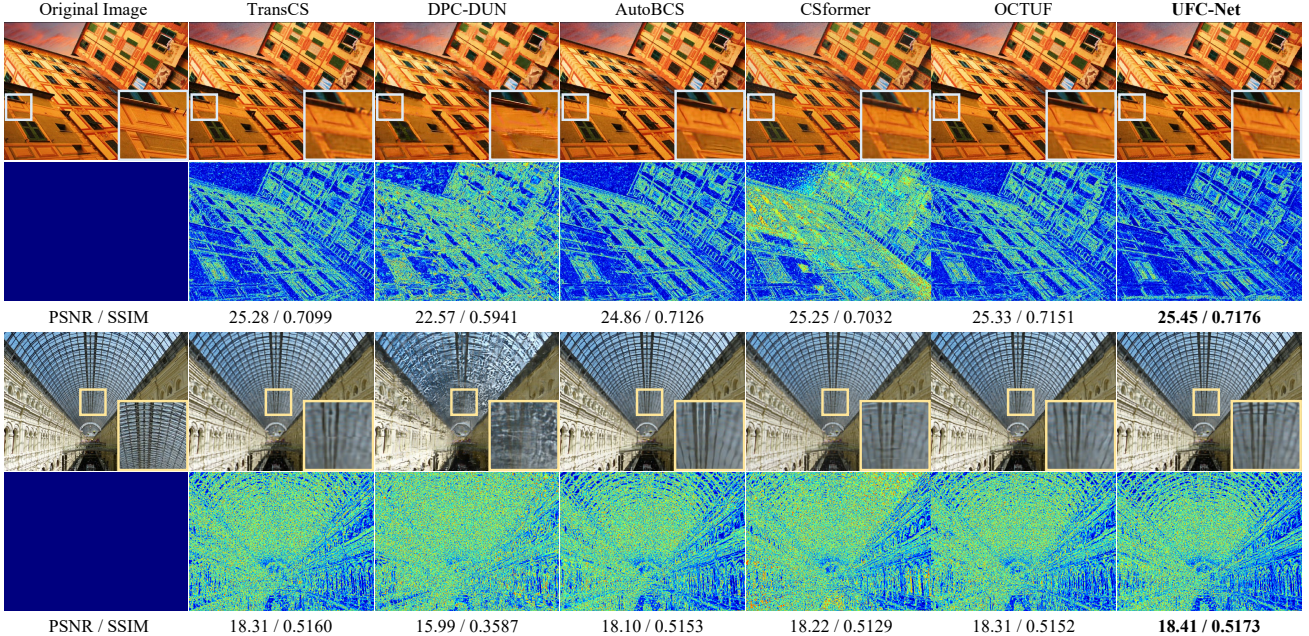 Original Image TransCS DPC-DUN AutoBCS CSformer OCTUF UFC-Net
PSNR / SSIM 25.28 / 0.7099 22.57 / 0.5941 24.86 / 0.7126 25.25 / 0.7032 25.33 / 0.7151 25.45 / 0.7176
PSNR / SSIM 18.31 / 0.5160 15.99 / 0.3587 18.10 / 0.5153 18.22 / 0.5129 18.31 / 0.5152 18.41 / 0.5173